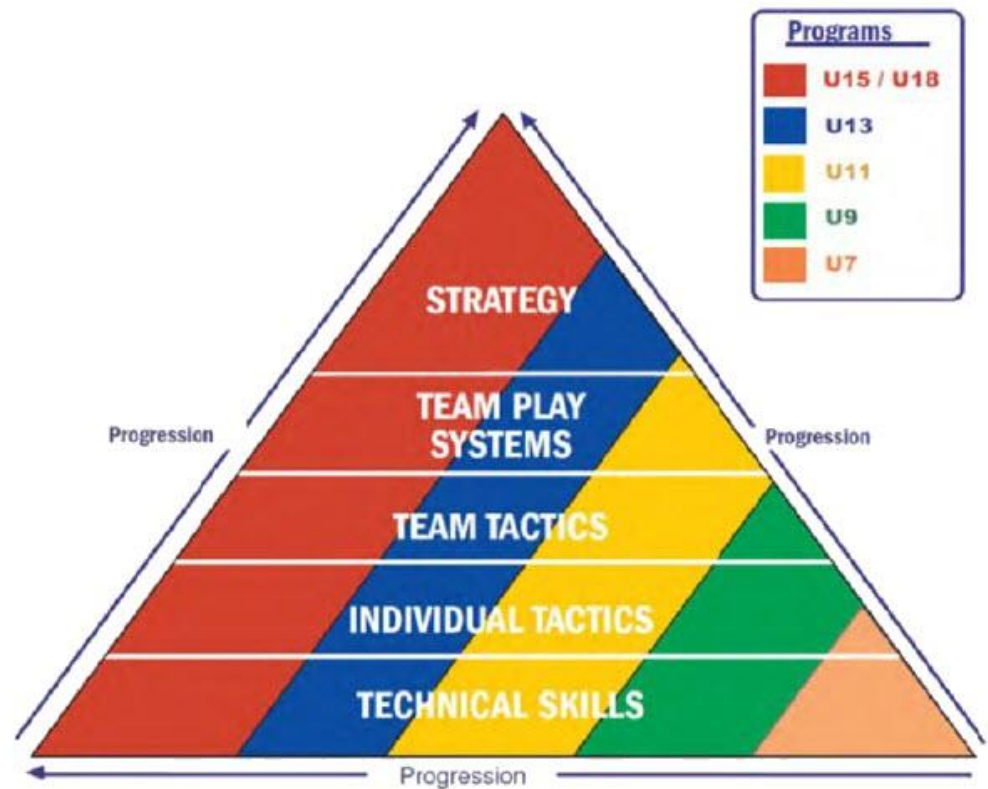 Programs
U15 / U18
U13
U11
U9
U7
STRATEGY
TEAM PLAY
SYSTEMS
Progression
Progression
TEAM TACTICS
INDIVIDUAL TACTICS
TECHNICAL SKILLS
Progression